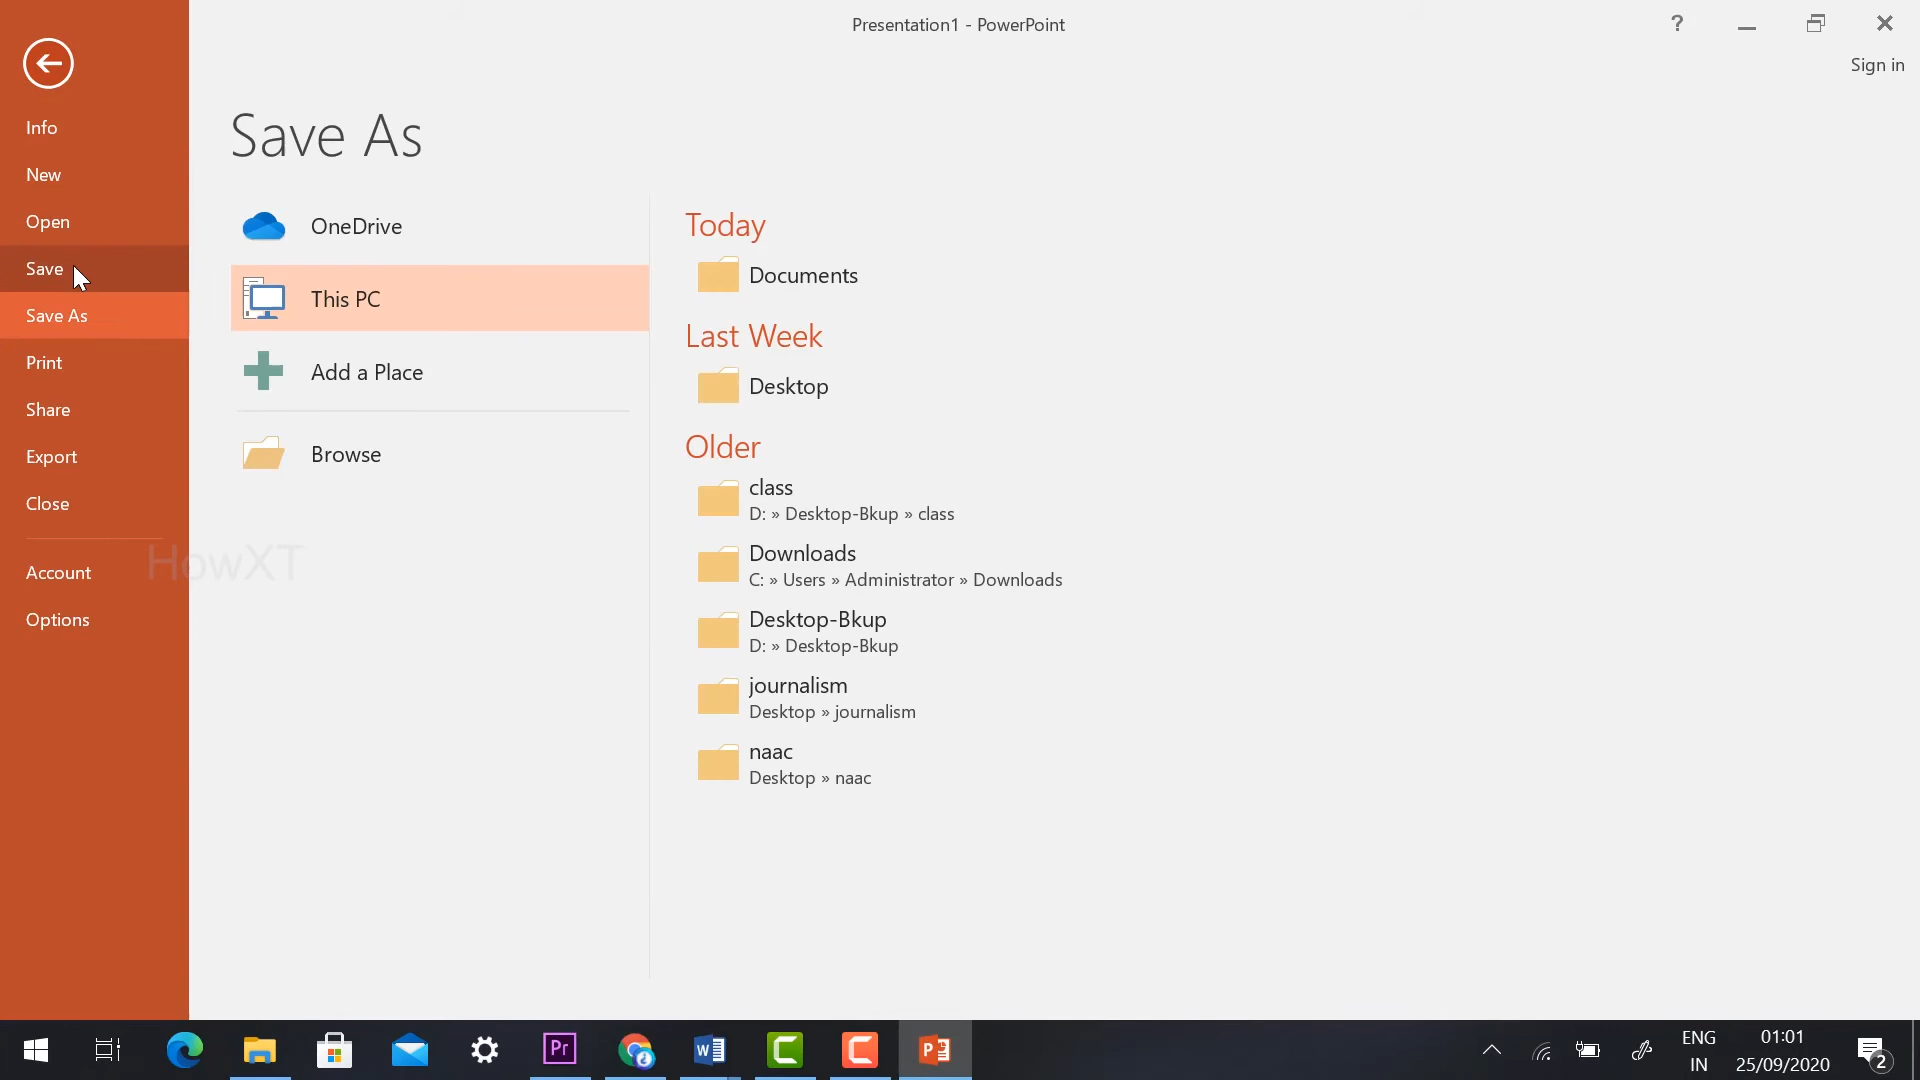 Presentation1 - PowerPoint
?
Sign in
Info
New
Open
Save
Save As
Print
Share
Export
Close
Account
Options
HowXT
Save As
OneDrive
This PC
Add a Place
Browse
Today
Documents
Last Week
Desktop
Older
class
D: » Desktop-Bkup » class
Downloads
C: » Users » Administrator » Downloads
Desktop-Bkup
D: » Desktop-Bkup
journalism
Desktop » journalism
naac
Desktop » naac
Pr
W
P
ENG
IN
01:01
25/09/2020
2